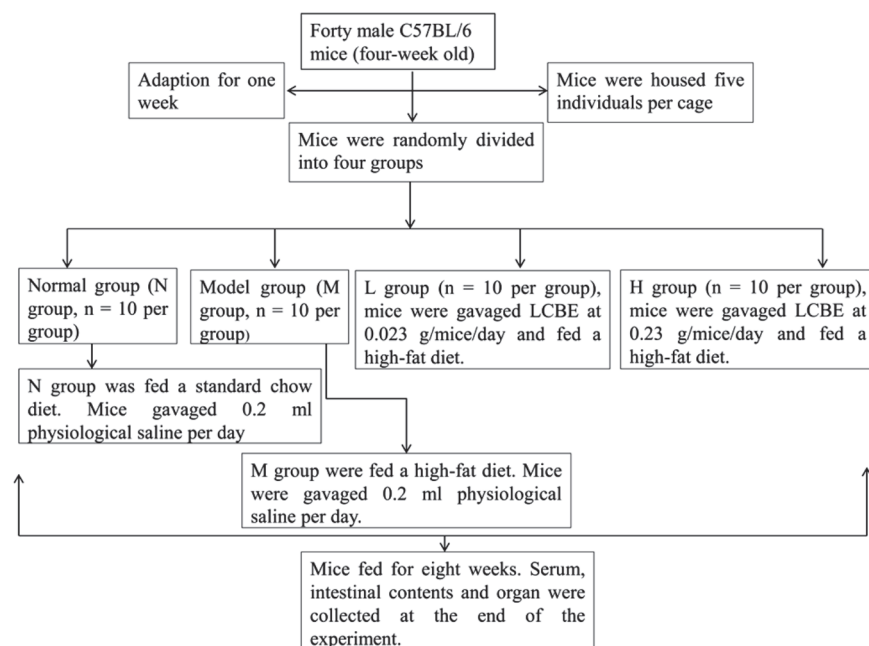 Forty male C57BL/6
mice (four-week old)
Adaption for one
week
Mice were housed five
individuals per cage
Mice were randomly divided
into four groups
Normal group (N
group, n = 10 per
group)
Model group (M
group, n = 10 per
group)
L group (n = 10 per group),
mice were gavaged LCBE at
0.023 g/mice/day and fed a
high-fat diet.
H group (n = 10 per group),
mice were gavaged LCBE at
0.23 g/mice/day and fed a
high-fat diet.
N group was fed a standard chow
diet. Mice gavaged 0.2 ml
physiological saline per day
M group were fed a high-fat diet. Mice
were gavaged 0.2 ml physiological
saline per day.
Mice fed for eight weeks. Serum,
intestinal contents and organ were
collected at the end of the
experiment.